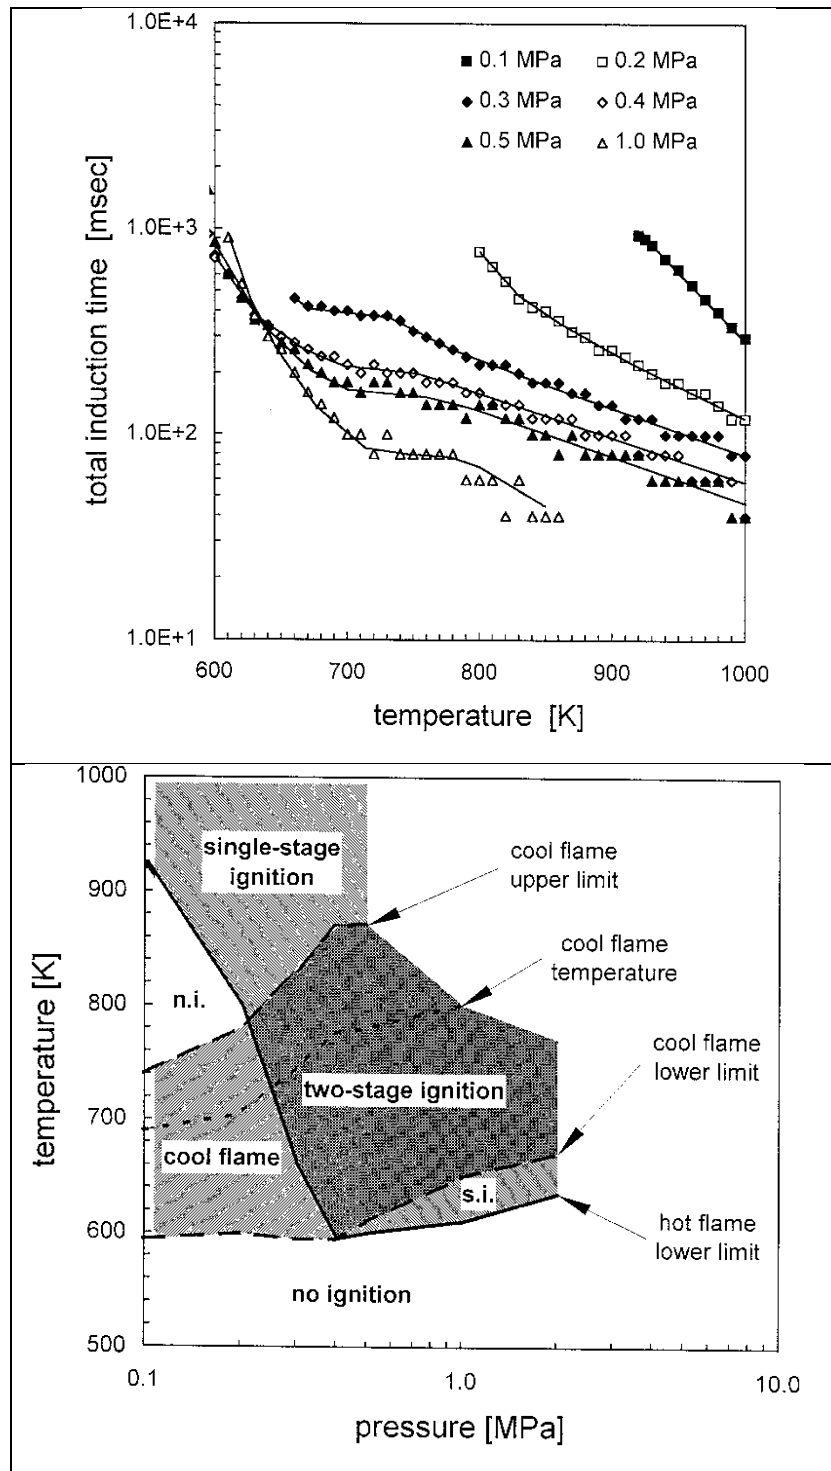 1.0E+4
■ 0.1 MPa □ 0.2 MPa
◆ 0.3 MPa ◇ 0.4 MPa
▲ 0.5 MPa △ 1.0 MPa
1.0E+3
1.0E+2
1.0E+1
total induction time [msec]
600 700 800 900 1000
temperature [K]
1000
900
800
700
600
500
temperature [K]
single-stage
ignition
cool flame
upper limit
cool flame
temperature
n.i.
cool flame
lower limit
two-stage ignition
cool flame
s.i.
hot flame
lower limit
no ignition
0.1 1.0 10.0
pressure [MPa]